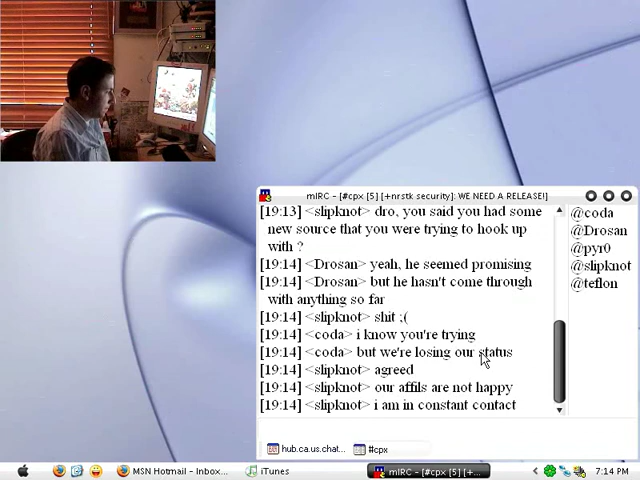 mIRC - [#cpx [5] [+nrstk security]: WE NEED A RELEASE!]
[19:13] <slipknot> dro, you said you had some
new source that you were trying to hook up
with ?
[19:14] <Drosan> yeah, he seemed promising
[19:14] <Drosan> but he hasn't come through
with anything so far
[19:14] <slipknot> shit ;(
[19:14] <coda> i know you're trying
[19:14] <coda> but we're losing our status
[19:14] <slipknot> agreed
[19:14] <slipknot> our affils are not happy
[19:14] <slipknot> i am in constant contact
@coda
@Drosan
@pyr0
@slipknot
@teflon
hub.ca.us.chat...
#cpx
MSN Hotmail - Inbox...
iTunes
mIRC - [#cpx [5] [+...
7:14 PM